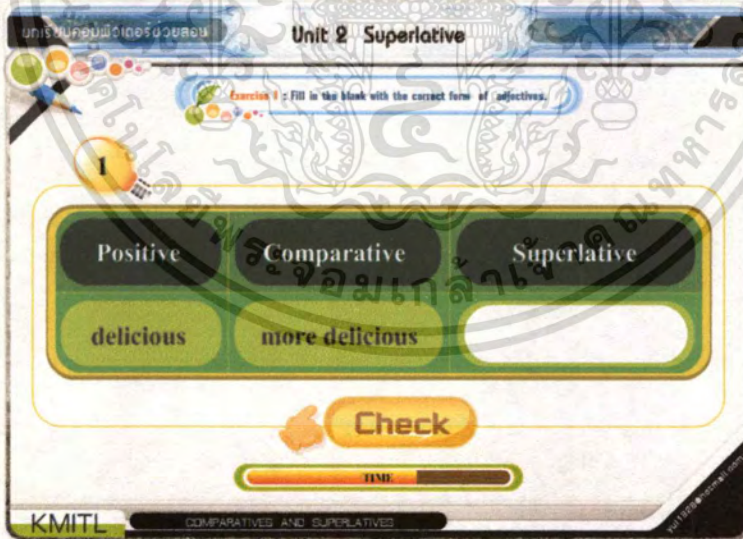 บทเรียนคอมพิวเตอร์ช่วยสอน
Unit 2 Superlative
Exercise 1 : Fill in the blank with the correct form of adjectives.
1
Positive Comparative Superlative
delicious more delicious
Check
TIME
KMITL COMPARATIVES AND SUPERLATIVES